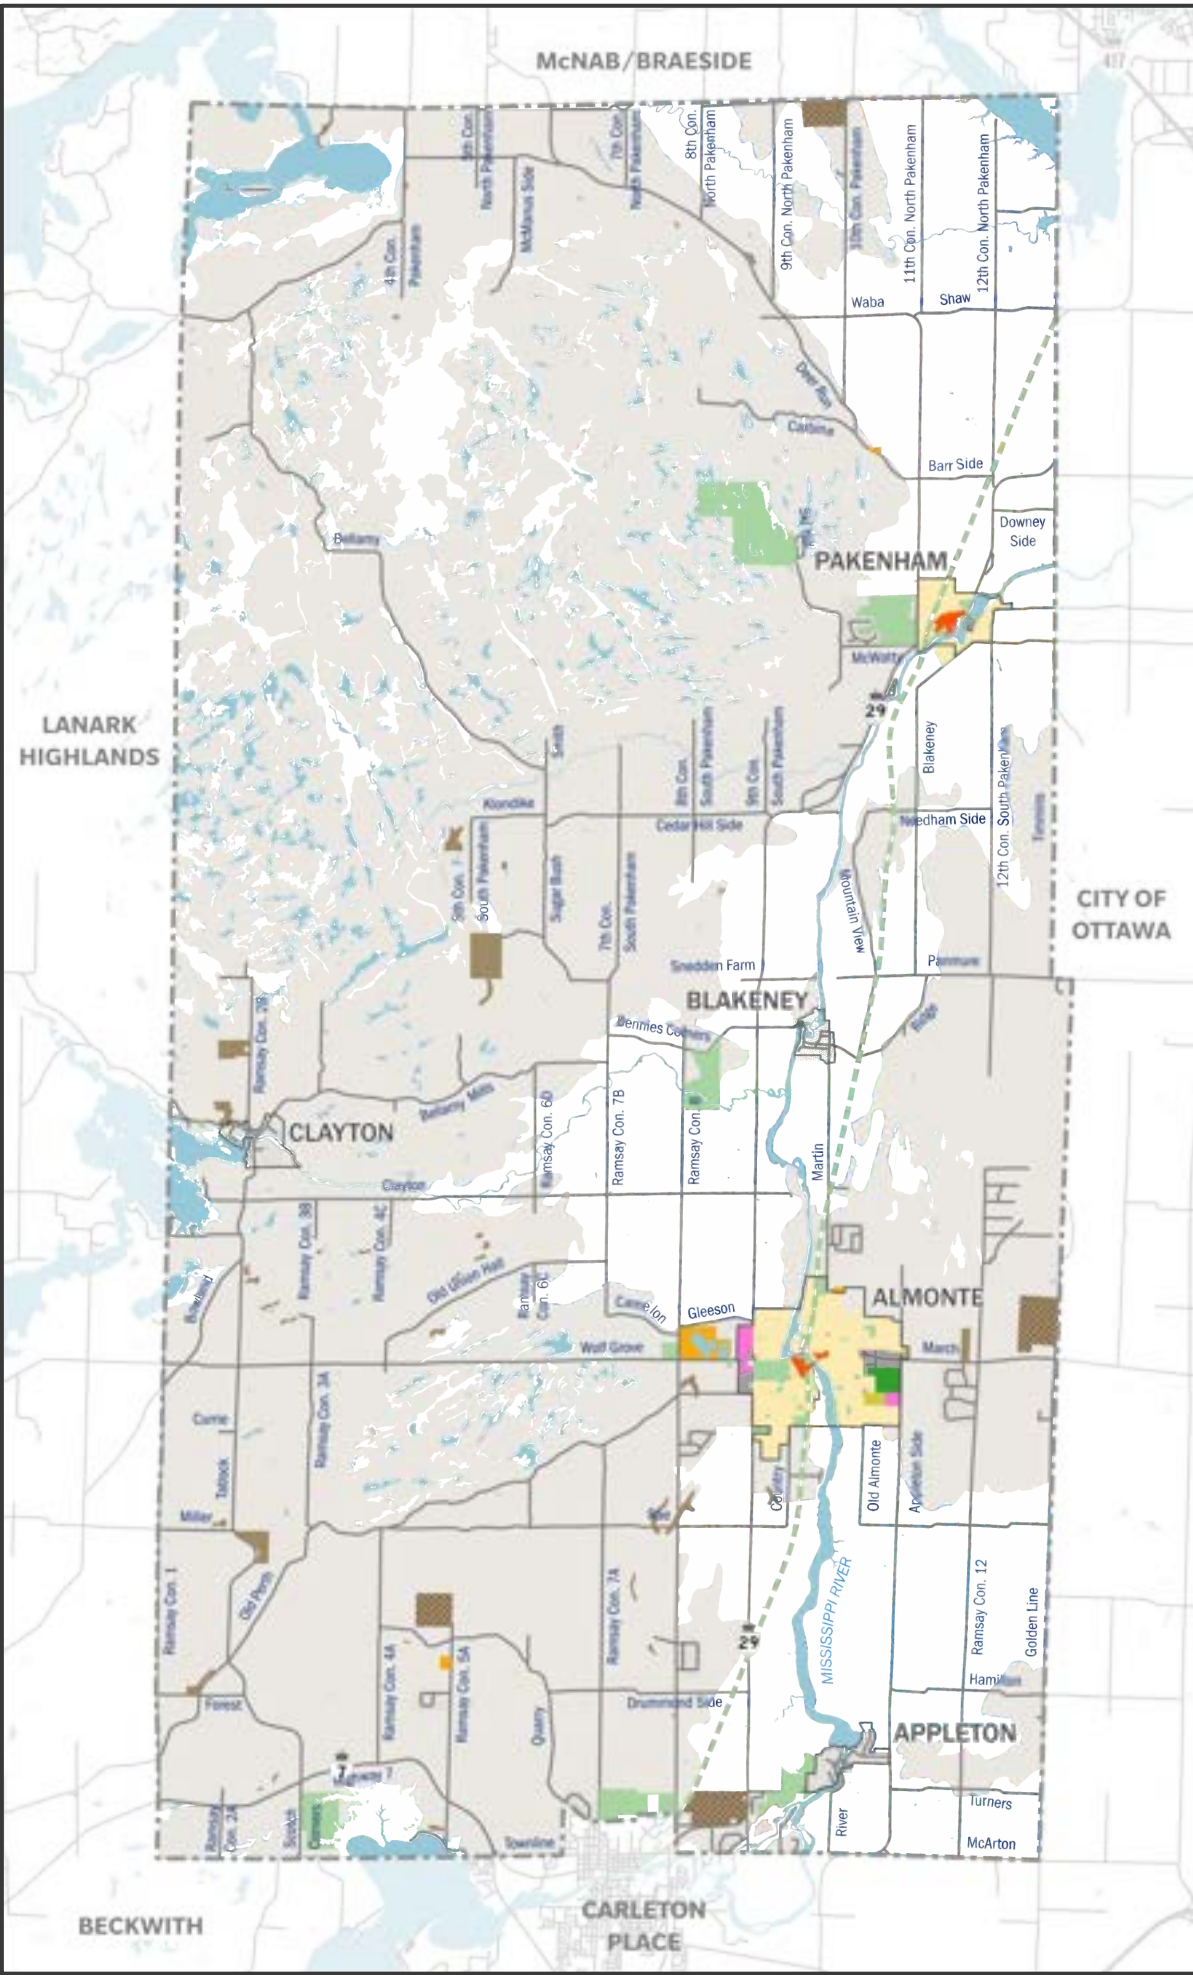 McNAB/BRAESIDE
417
5th Con.
North Pakenham
7th Con.
North Pakenham
8th Con.
North Pakenham
9th Con. North Pakenham
10th Con. Pakenham
11th Con. North Pakenham
12th Con. North Pakenham
McManus Side
4th Con.
Pakenham
Waba
Shaw
Deer Run
Carbine
Barr Side
Downey
Side
Bellamy
PAKENHAM
McWatty
29
LANARK
HIGHLANDS
Smith
8th Con.
South Pakenham
9th Con.
South Pakenham
Blakeney
12th Con. South Pakenham
Timmins
Klondike
Cedar Hill Side
Needham Side
5th Con.
South Pakenham
Sugar Bush
7th Con.
South Pakenham
Mountain View
CITY OF
OTTAWA
Snedden Farm
Panmure
BLAKENEY
Bennies Corners
Ridge
Ramsay Con. 2B
Bellamy Mills
Ramsay Con. 6D
Ramsay Con. 7B
Ramsay Con. 8
Martin
CLAYTON
Clayton
Ramsay Con. 3B
Ramsay Con. 4C
Old Union Hall
Ramsay
Con. 6C
Camelon
Gleeson
ALMONTE
Wolf Grove
March
Ramsay Con. 3A
Currie
Tatlock
Miller
Country
Old Almonte
Appleton Side
Ramsay Con. 1
Old Perth
Ramsay Con. 7A
MISSISSIPPI RIVER
Ramsay Con. 12
Golden Line
29
Ramsay Con. 4A
Ramsay Con. 5A
Hamilton
Forest
Quarry
Drummond Side
APPLETON
7
Highway 7
Ramsay
Con. 2A
Scotch
Corners
Townline
River
Turners
McArton
BECKWITH
CARLETON
PLACE